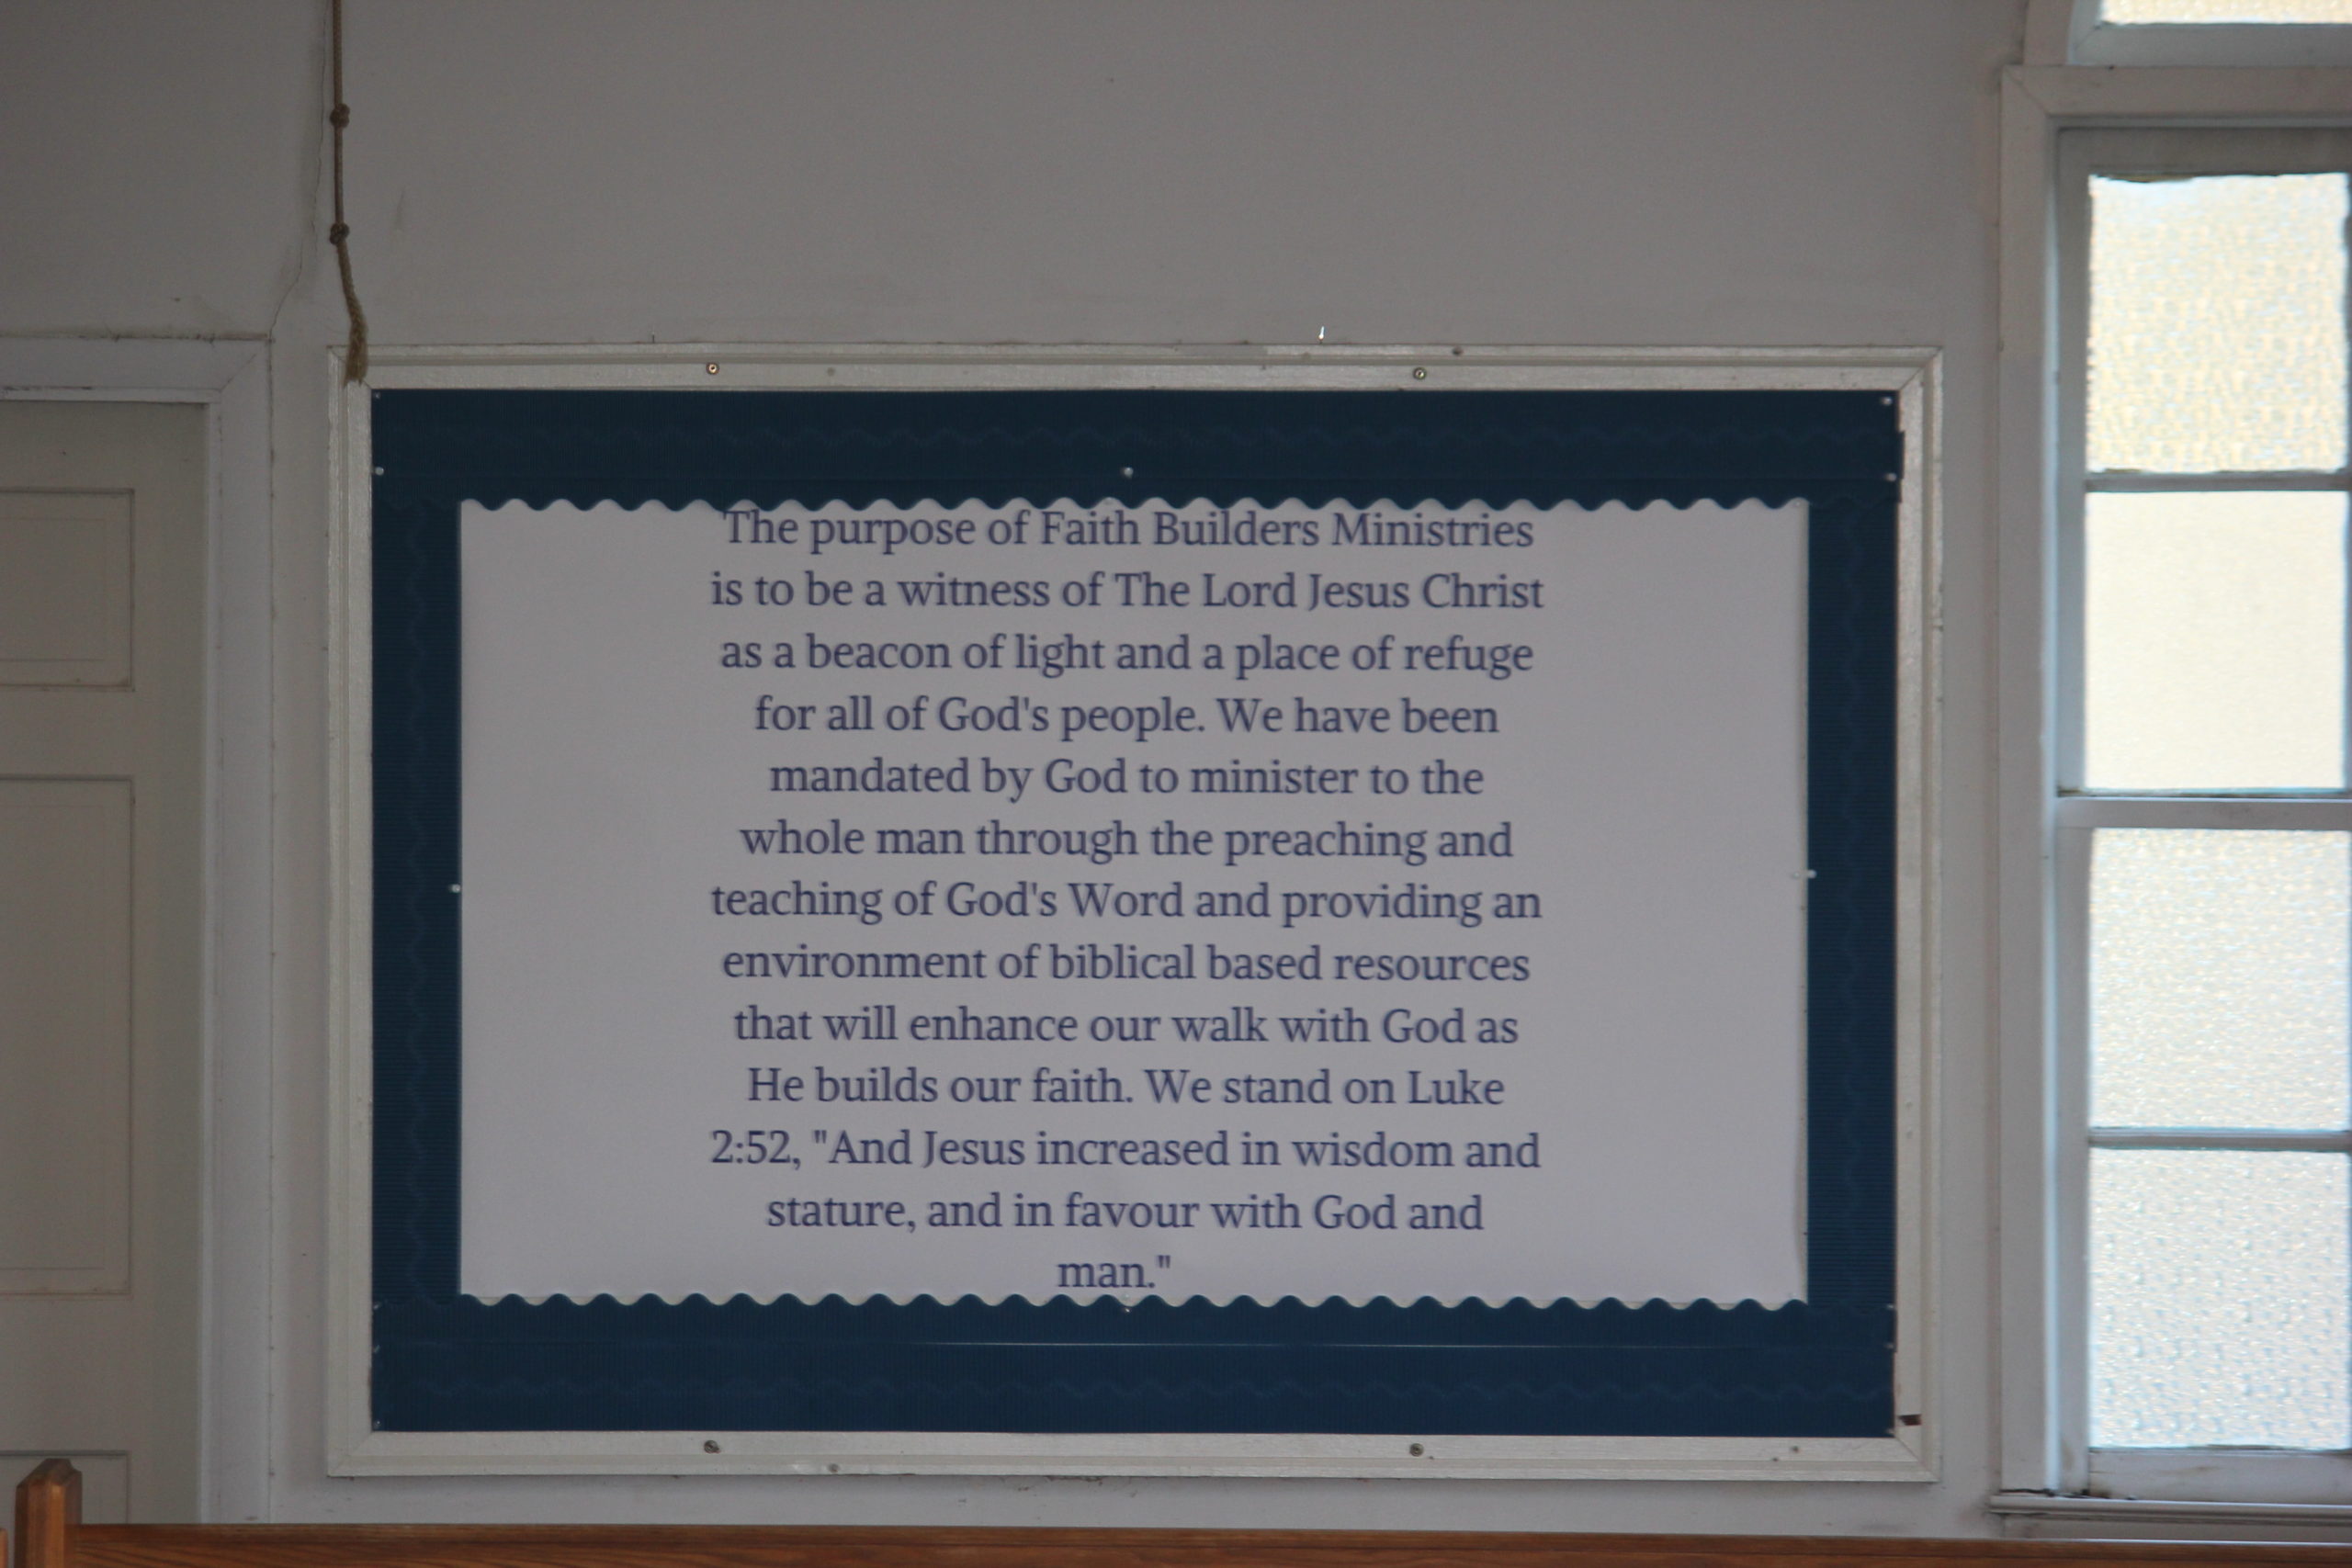 The purpose of Faith Builders Ministries
is to be a witness of The Lord Jesus Christ
as a beacon of light and a place of refuge
for all of God's people. We have been
mandated by God to minister to the
whole man through the preaching and
teaching of God's Word and providing an
environment of biblical based resources
that will enhance our walk with God as
He builds our faith. We stand on Luke
2:52, "And Jesus increased in wisdom and
stature, and in favour with God and
man."